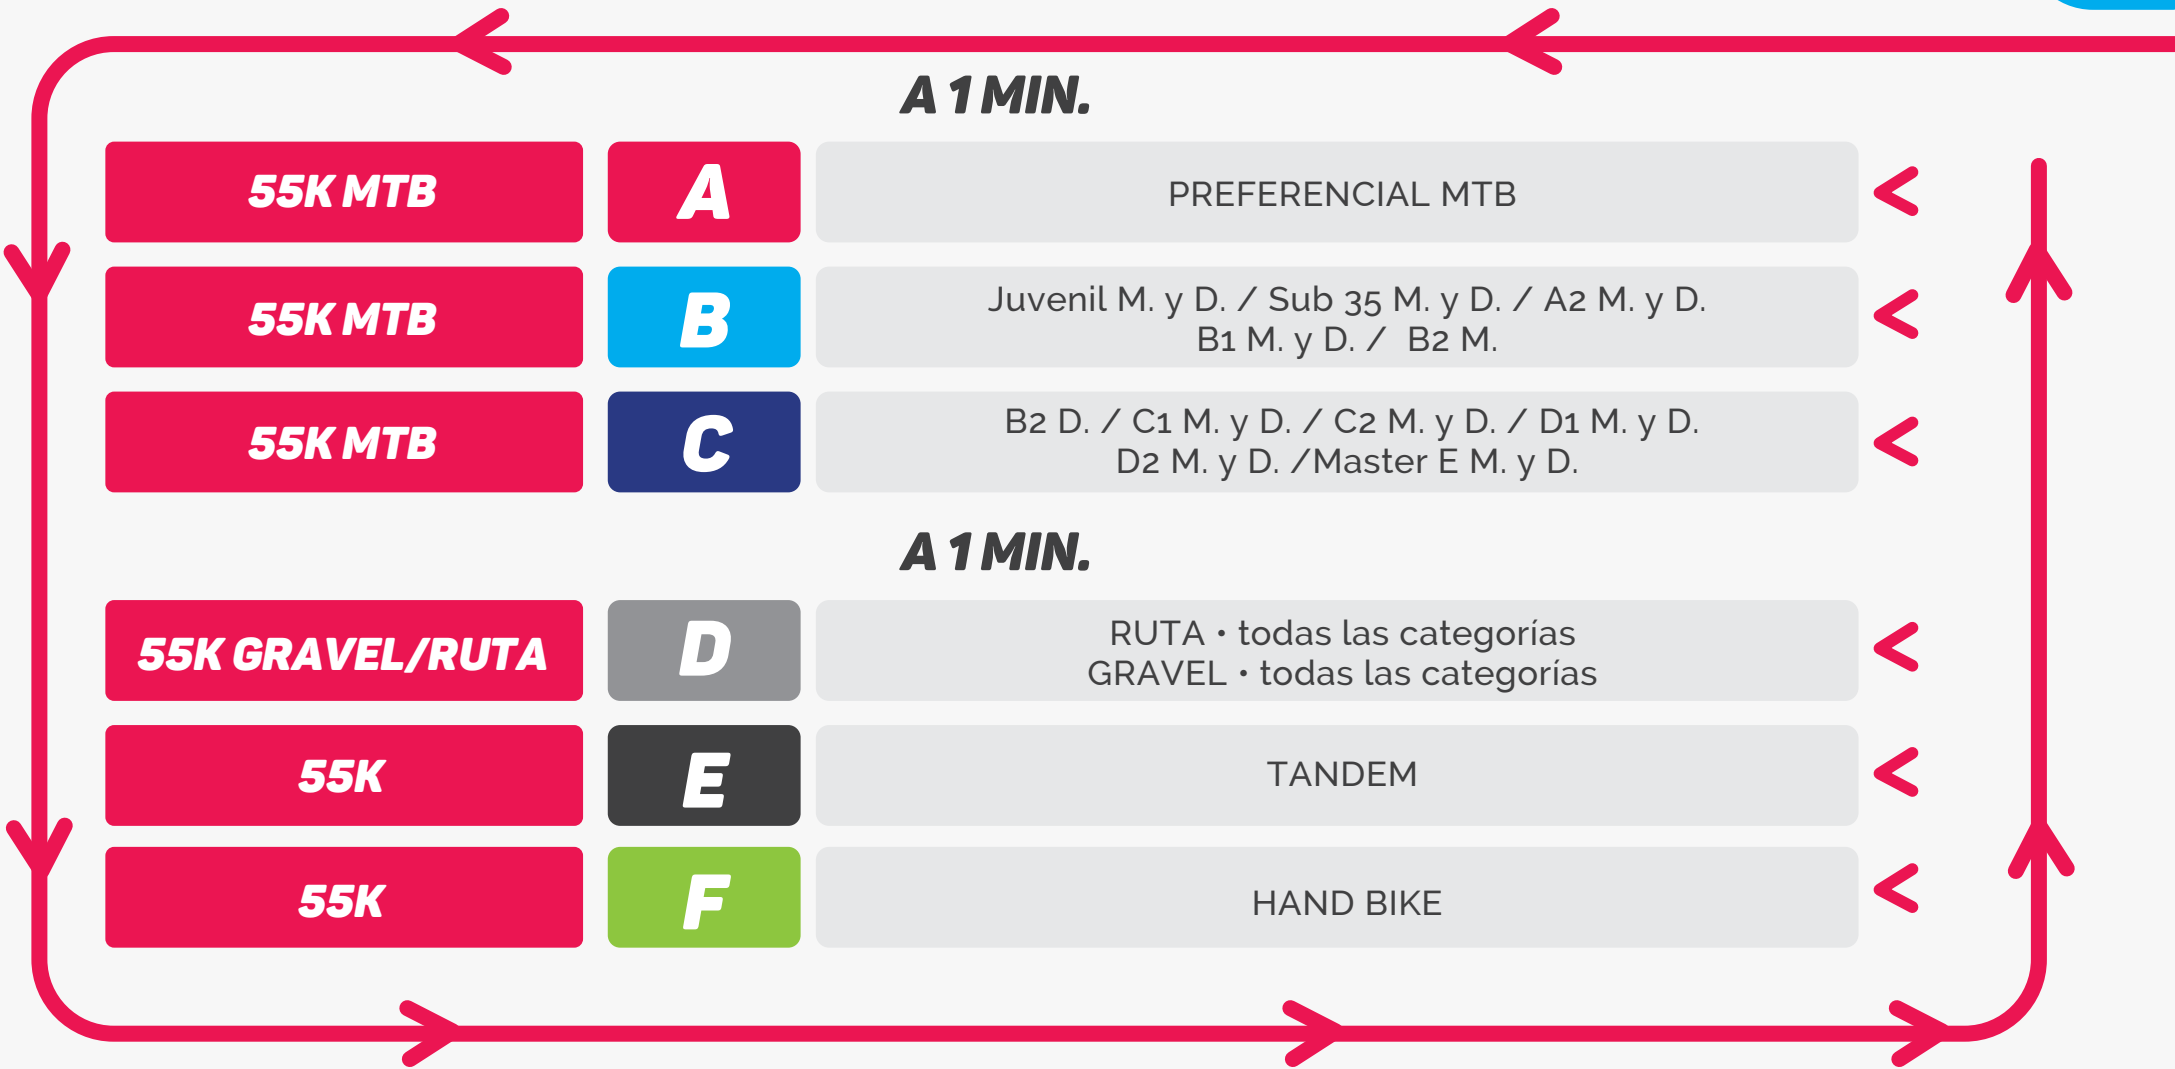 A 1 MIN.
55K MTB
A
PREFERENCIAL MTB
55K MTB
B
Juvenil M. y D. / Sub 35 M. y D. / A2 M. y D.
B1 M. y D. / B2 M.
55K MTB
C
B2 D. / C1 M. y D. / C2 M. y D. / D1 M. y D.
D2 M. y D. /Master E M. y D.
A 1 MIN.
55K GRAVEL/RUTA
D
RUTA • todas las categorías
GRAVEL • todas las categorías
55K
E
TANDEM
55K
F
HAND BIKE